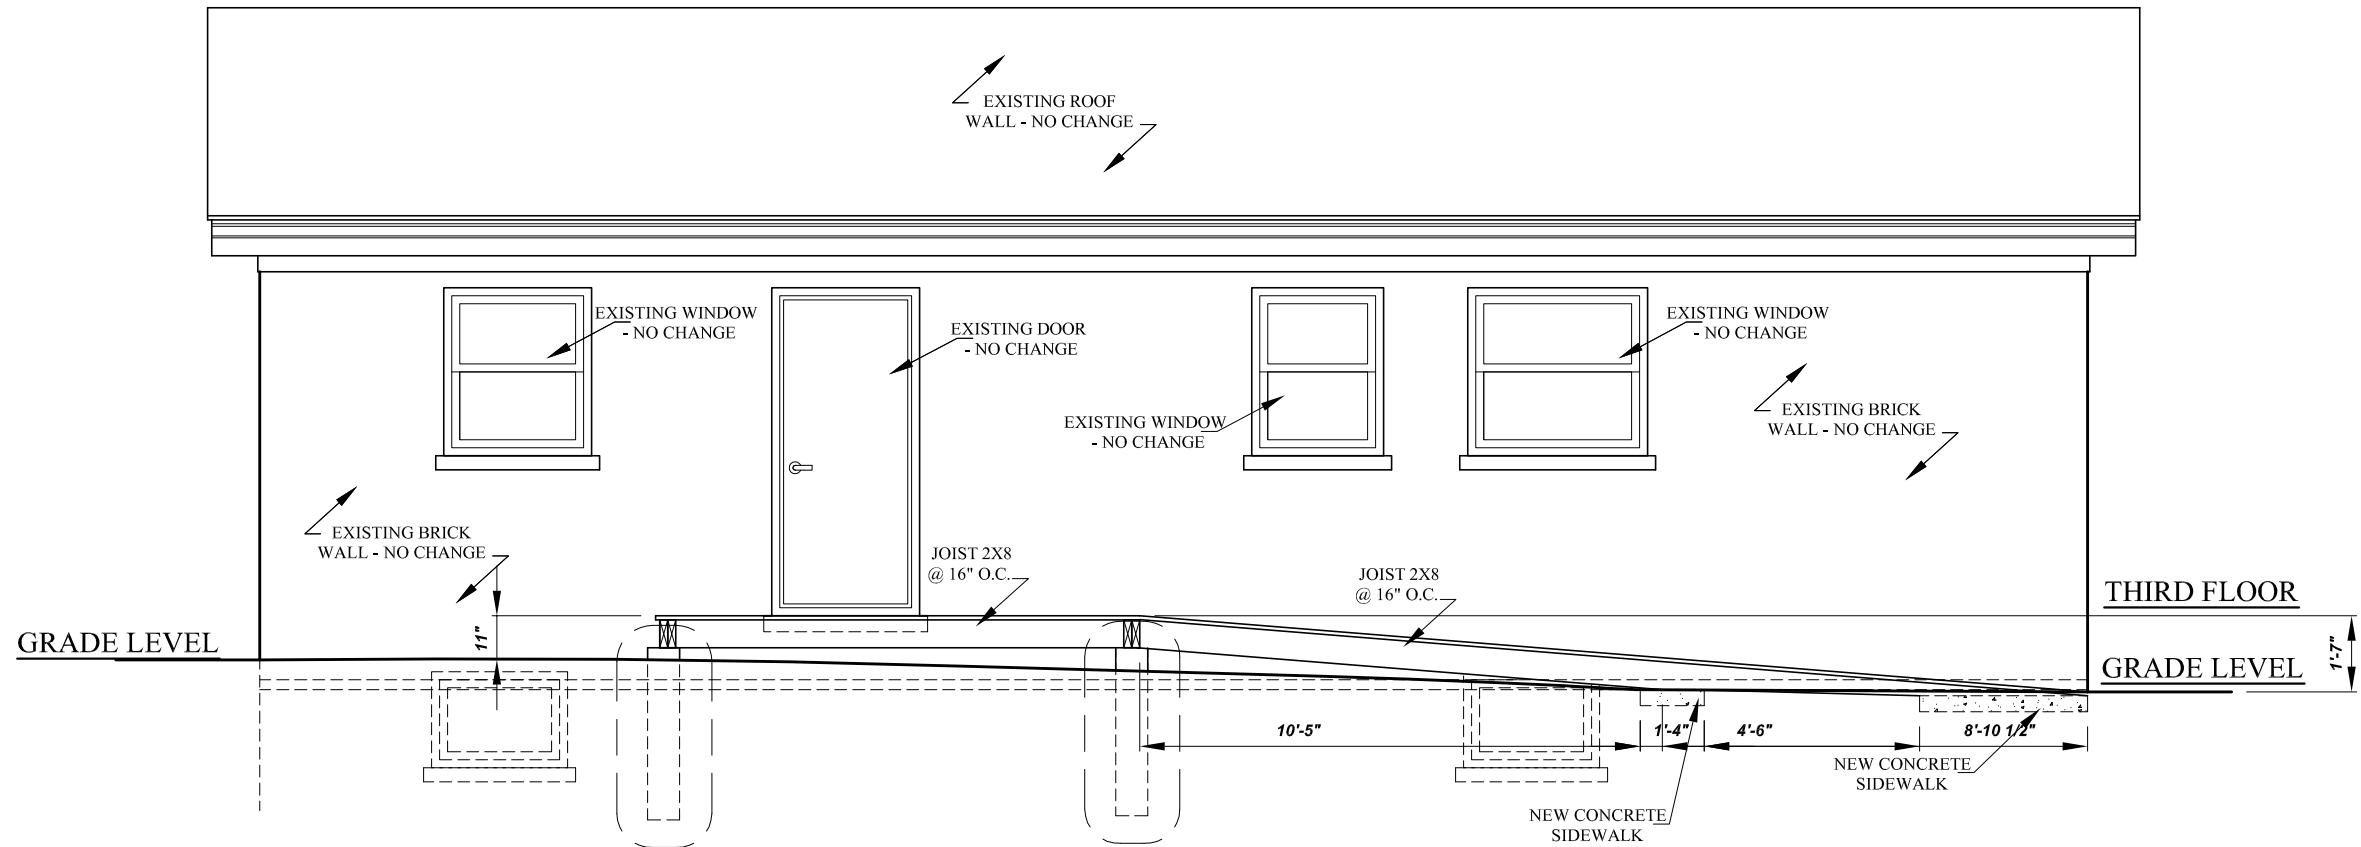 EXISTING ROOF
WALL - NO CHANGE
EXISTING WINDOW
- NO CHANGE
EXISTING DOOR
- NO CHANGE
EXISTING WINDOW
- NO CHANGE
EXISTING WINDOW
- NO CHANGE
EXISTING BRICK
WALL - NO CHANGE
EXISTING BRICK
WALL - NO CHANGE
JOIST 2X8
@ 16" O.C.
JOIST 2X8
@ 16" O.C.
THIRD FLOOR
GRADE LEVEL
11"
1'-7"
GRADE LEVEL
10'-5"
1'-4"
4'-6"
8'-10 1/2"
NEW CONCRETE
SIDEWALK
NEW CONCRETE
SIDEWALK